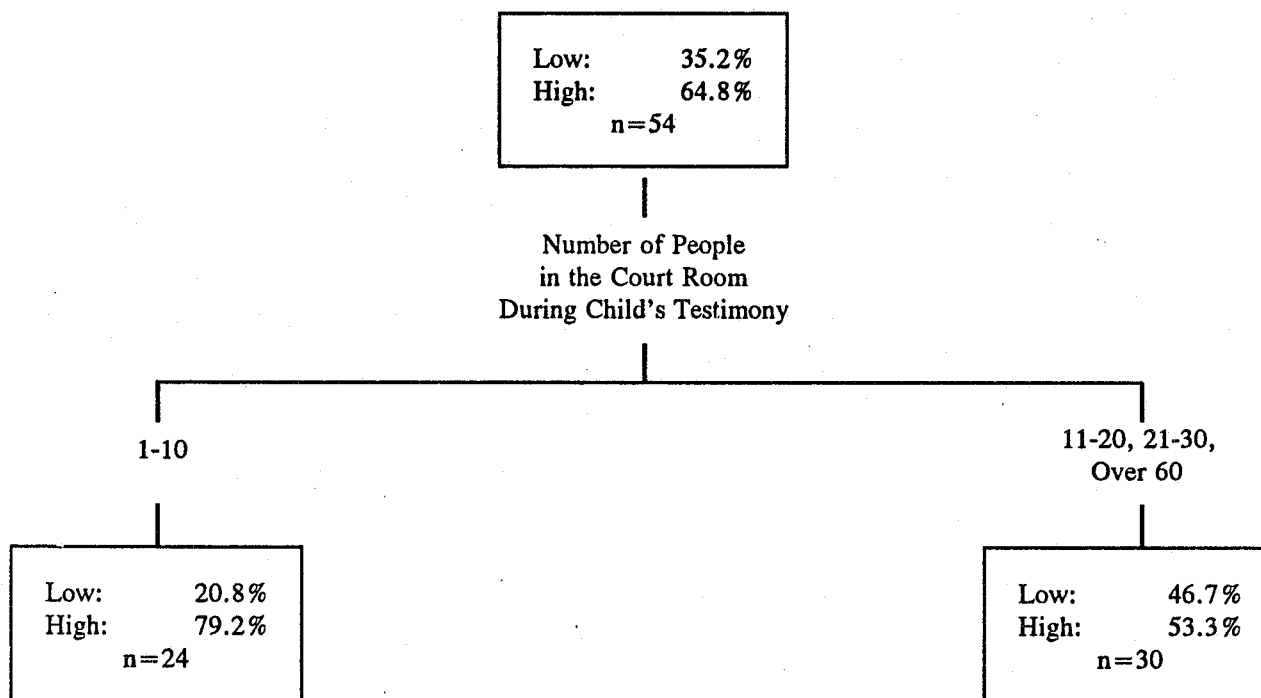 Low: 35.2%
High: 64.8%
n=54
Number of People
in the Court Room
During Child's Testimony
1-10
11-20, 21-30,
Over 60
Low: 20.8%
High: 79.2%
n=24
Low: 46.7%
High: 53.3%
n=30